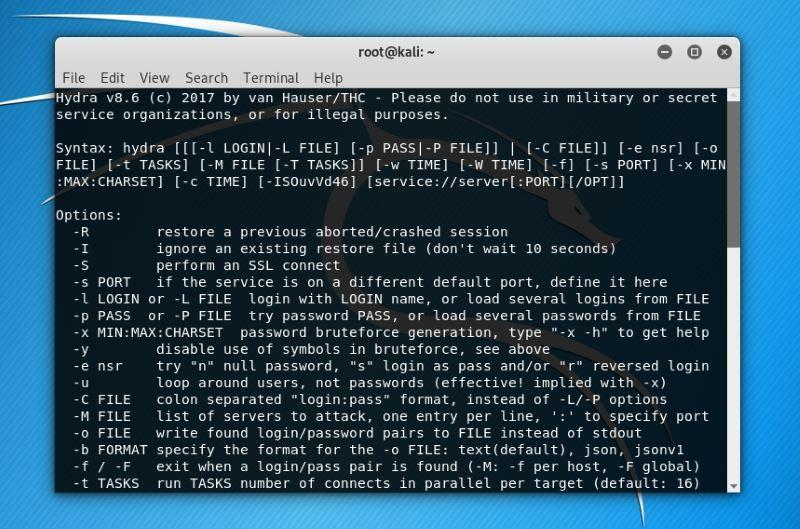 root@kali: ~
File Edit View Search Terminal Help
Hydra v8.6 (c) 2017 by van Hauser/THC - Please do not use in military or secret
service organizations, or for illegal purposes.
Syntax: hydra [[[-l LOGIN|-L FILE] [-p PASS|-P FILE]] | [-C FILE]] [-e nsr] [-o
FILE] [-t TASKS] [-M FILE [-T TASKS]] [-w TIME] [-W TIME] [-f] [-s PORT] [-x MIN
:MAX:CHARSET] [-c TIME] [-ISOuvVd46] [service://server[:PORT][/OPT]]
Options:
-R restore a previous aborted/crashed session
-I ignore an existing restore file (don't wait 10 seconds)
-S perform an SSL connect
-s PORT if the service is on a different default port, define it here
-l LOGIN or -L FILE login with LOGIN name, or load several logins from FILE
-p PASS or -P FILE try password PASS, or load several passwords from FILE
-x MIN:MAX:CHARSET password bruteforce generation, type "-x -h" to get help
-y disable use of symbols in bruteforce, see above
-e nsr try "n" null password, "s" login as pass and/or "r" reversed login
-u loop around users, not passwords (effective! implied with -x)
-C FILE colon separated "login:pass" format, instead of -L/-P options
-M FILE list of servers to attack, one entry per line, ':' to specify port
-o FILE write found login/password pairs to FILE instead of stdout
-b FORMAT specify the format for the -o FILE: text(default), json, jsonv1
-f / -F exit when a login/pass pair is found (-M: -f per host, -F global)
-t TASKS run TASKS number of connects in parallel per target (default: 16)